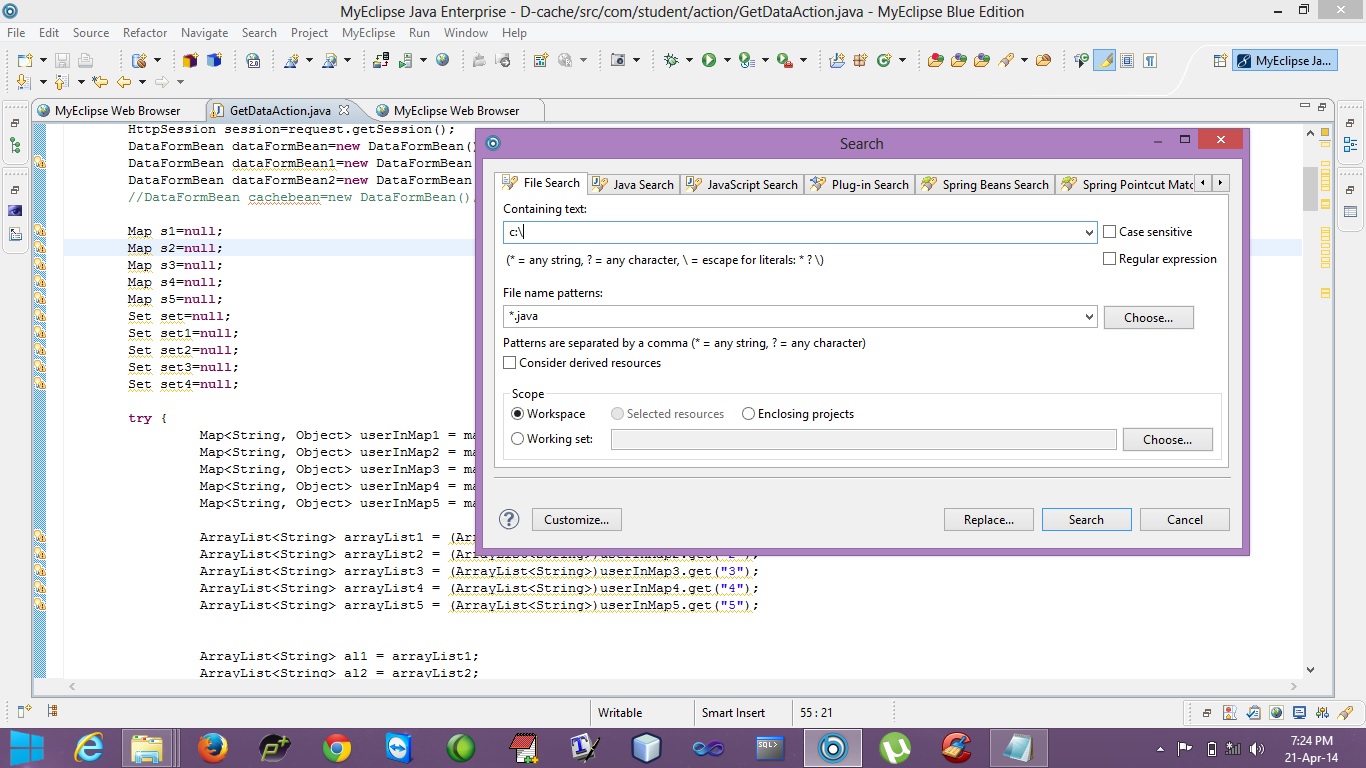 MyEclipse Java Enterprise - D-cache/src/com/student/action/GetDataAction.java - MyEclipse Blue Edition
File Edit Source Refactor Navigate Search Project MyEclipse Run Window Help
MyEclipse Ja...
MyEclipse Web Browser GetDataAction.java MyEclipse Web Browser
HttpSession session=request.getSession();
DataFormBean dataFormBean=new DataFormBean()
DataFormBean dataFormBean1=new DataFormBean
DataFormBean dataFormBean2=new DataFormBean
//DataFormBean cachebean=new DataFormBean()
Map s1=null;
Map s2=null;
Map s3=null;
Map s4=null;
Map s5=null;
Set set=null;
Set set1=null;
Set set2=null;
Set set3=null;
Set set4=null;
try {
Map<String, Object> userInMap1 = ma
Map<String, Object> userInMap2 = ma
Map<String, Object> userInMap3 = ma
Map<String, Object> userInMap4 = ma
Map<String, Object> userInMap5 = ma
ArrayList<String> arrayList1 = (Arr
ArrayList<String> arrayList2 = (ArrayList<String>)userInMap2.get("2");
ArrayList<String> arrayList3 = (ArrayList<String>)userInMap3.get("3");
ArrayList<String> arrayList4 = (ArrayList<String>)userInMap4.get("4");
ArrayList<String> arrayList5 = (ArrayList<String>)userInMap5.get("5");
ArrayList<String> al1 = arrayList1;
ArrayList<String> al2 = arrayList2;
Search
File Search Java Search JavaScript Search Plug-in Search Spring Beans Search Spring Pointcut Matc
Containing text:
c:\ Case sensitive
(* = any string, ? = any character, \ = escape for literals: * ? \) Regular expression
File name patterns:
*.java Choose...
Patterns are separated by a comma (* = any string, ? = any character)
Consider derived resources
Scope
Workspace Selected resources Enclosing projects
Working set: Choose...
? Customize... Replace... Search Cancel
Writable Smart Insert 55 : 21
SQL>
7:24 PM
21-Apr-14